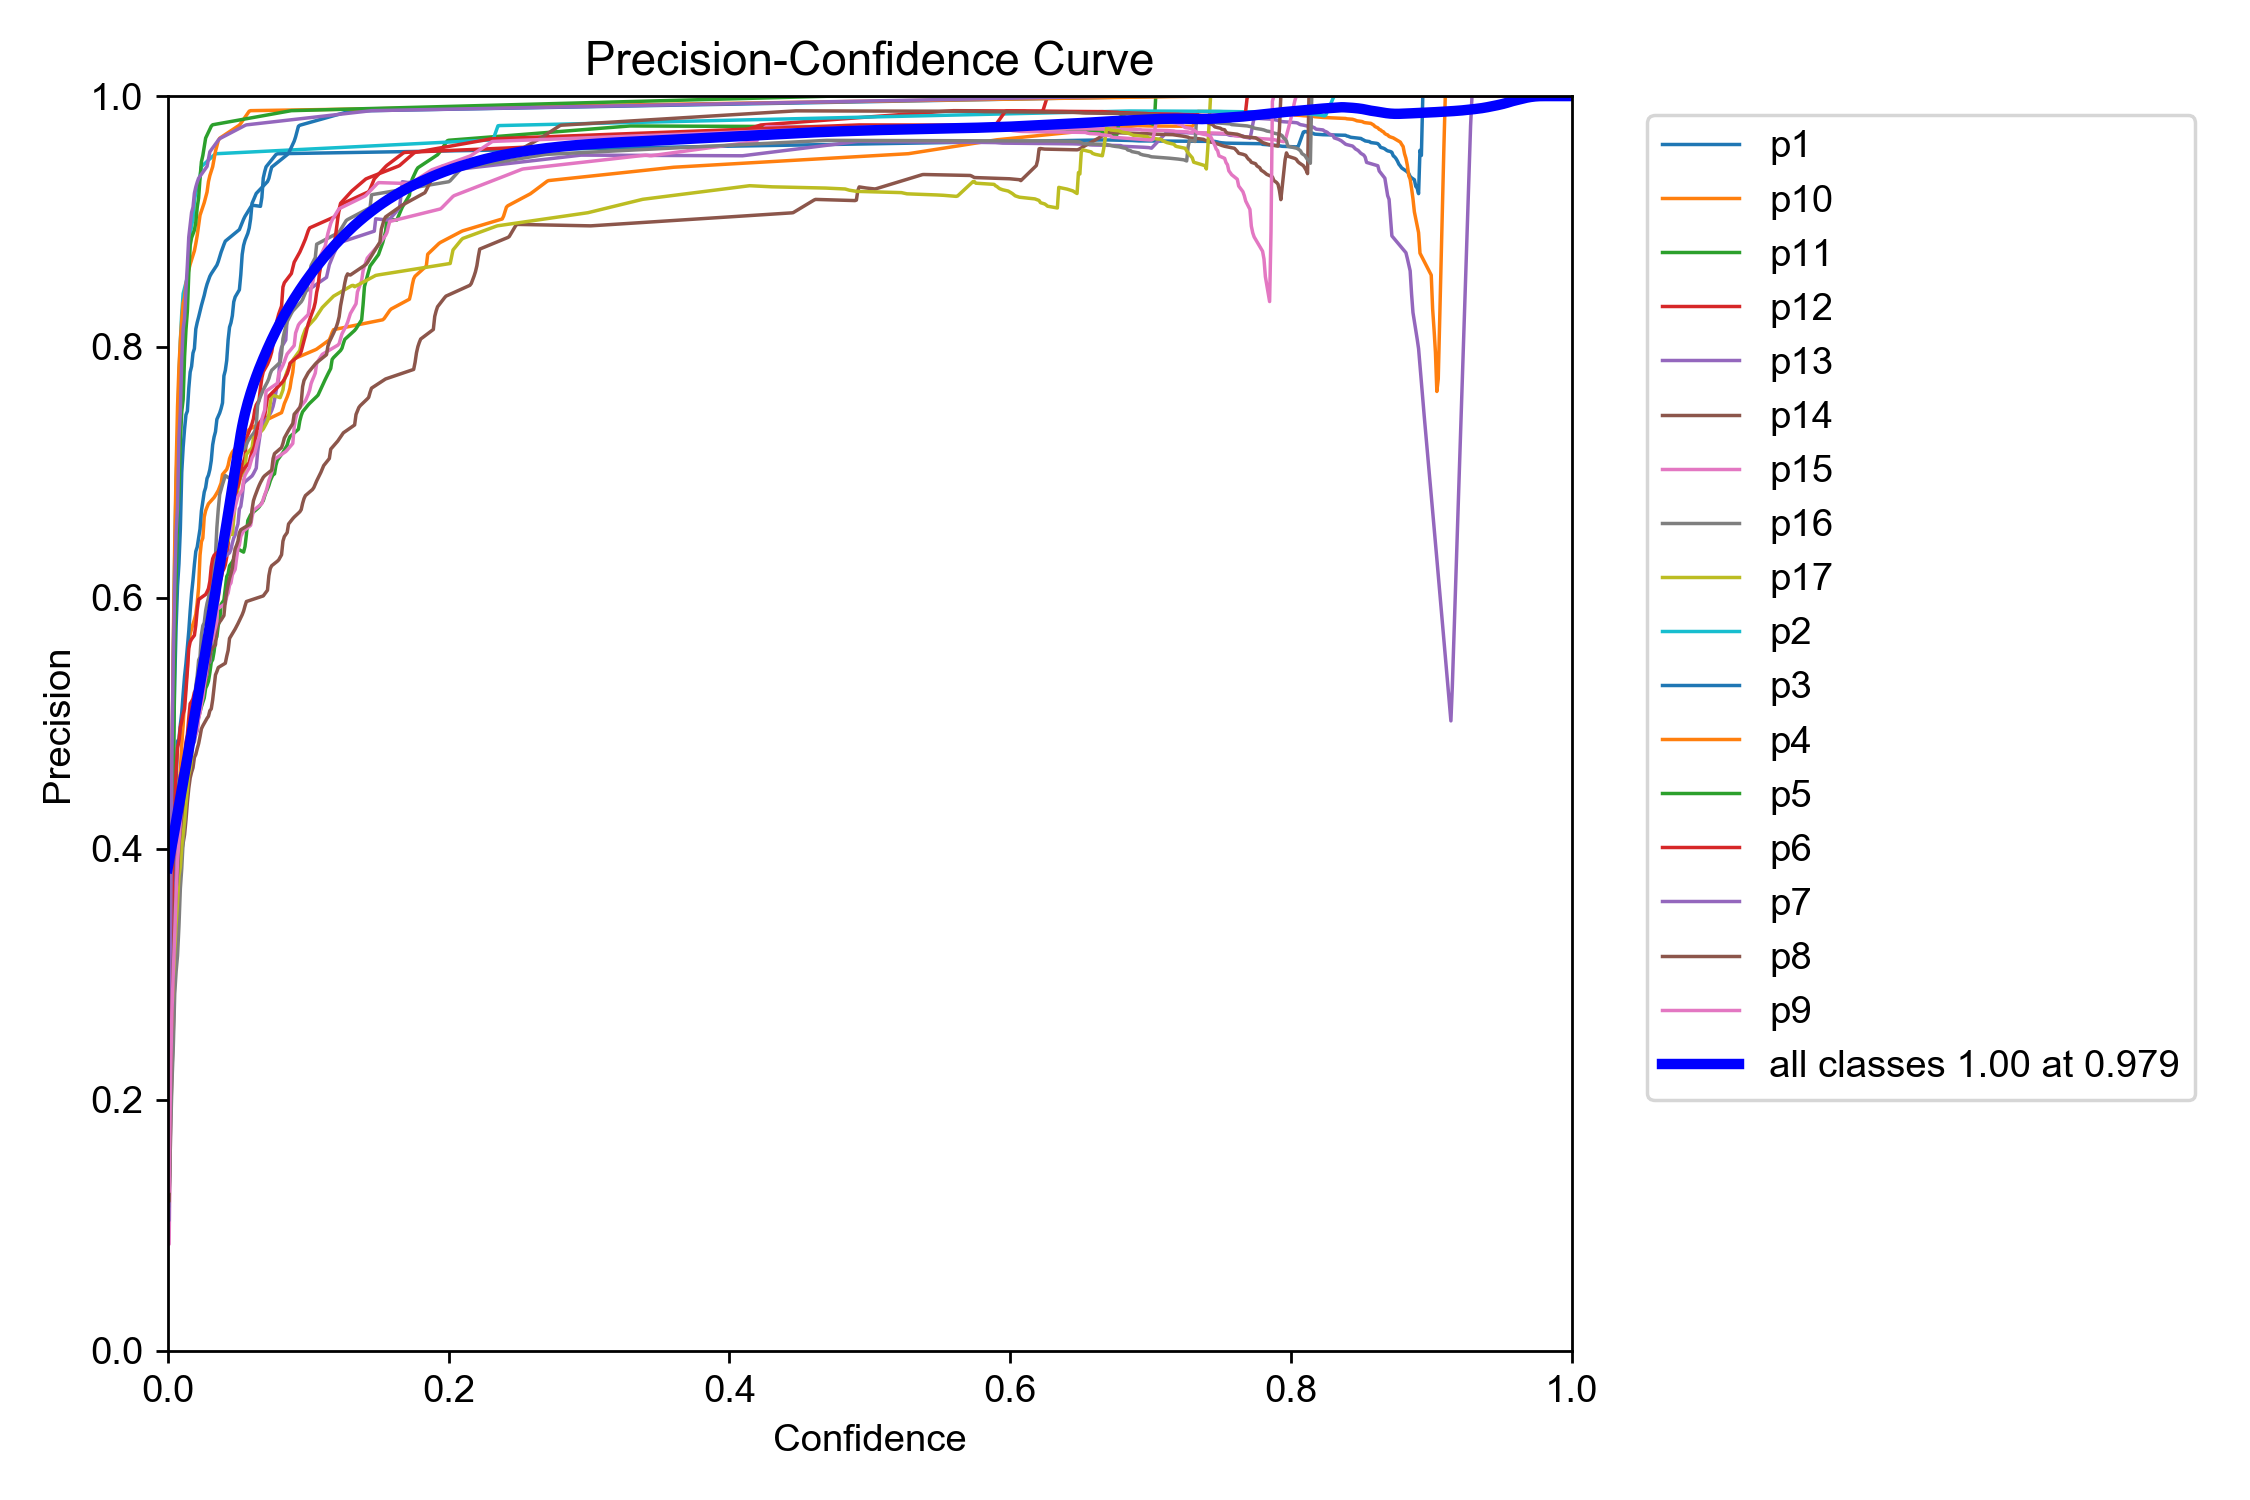 Precision-Confidence Curve
1.0
0.8
0.6
0.4
0.2
0.0
Precision
0.0 0.2 0.4 0.6 0.8 1.0
Confidence
p1
p10
p11
p12
p13
p14
p15
p16
p17
p2
p3
p4
p5
p6
p7
p8
p9
all classes 1.00 at 0.979